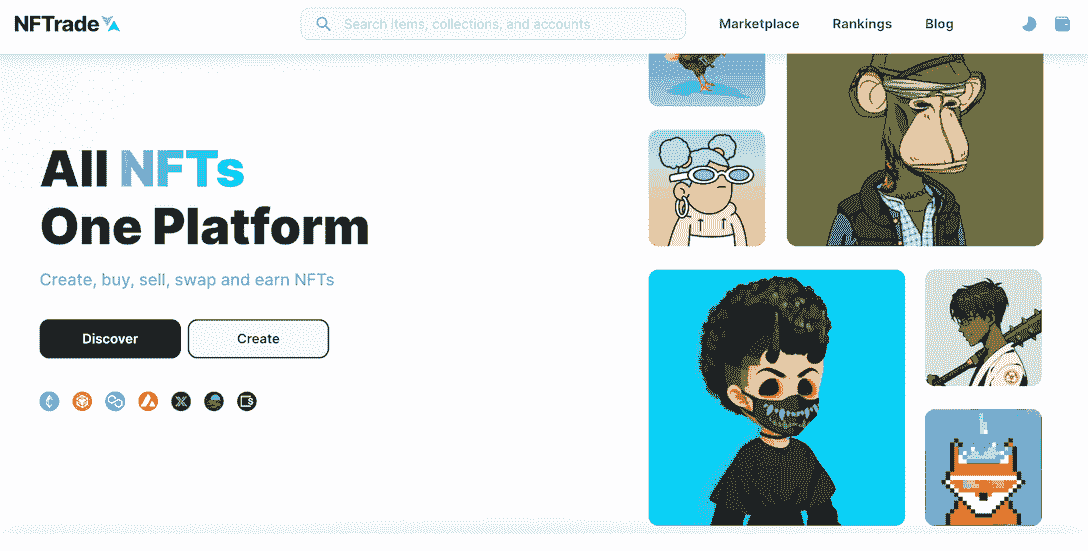 NFTrade
Search items, collections, and accounts
Marketplace
Rankings
Blog
All NFTs
One Platform
Create, buy, sell, swap and earn NFTs
Discover
Create